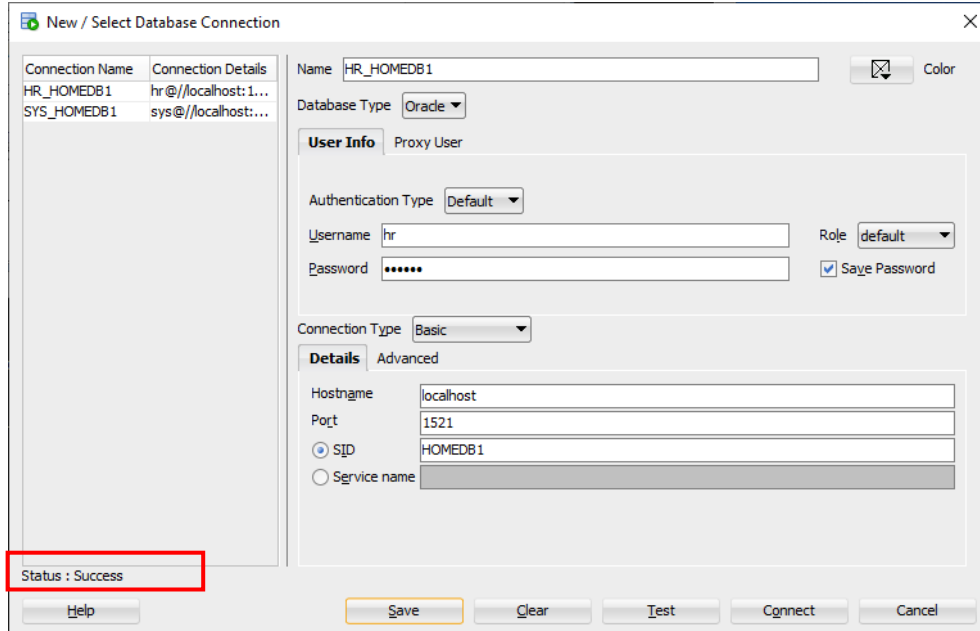 New / Select Database Connection
Connection Name Connection Details
HR_HOMEDB1 hr@//localhost:1...
SYS_HOMEDB1 sys@//localhost:...
Name HR_HOMEDB1 Color
Database Type Oracle
User Info Proxy User
Authentication Type Default
Username hr Role default
Password •••••• Save Password
Connection Type Basic
Details Advanced
Hostname localhost
Port 1521
SID HOMEDB1
Service name
Status : Success
Help Save Clear Test Connect Cancel